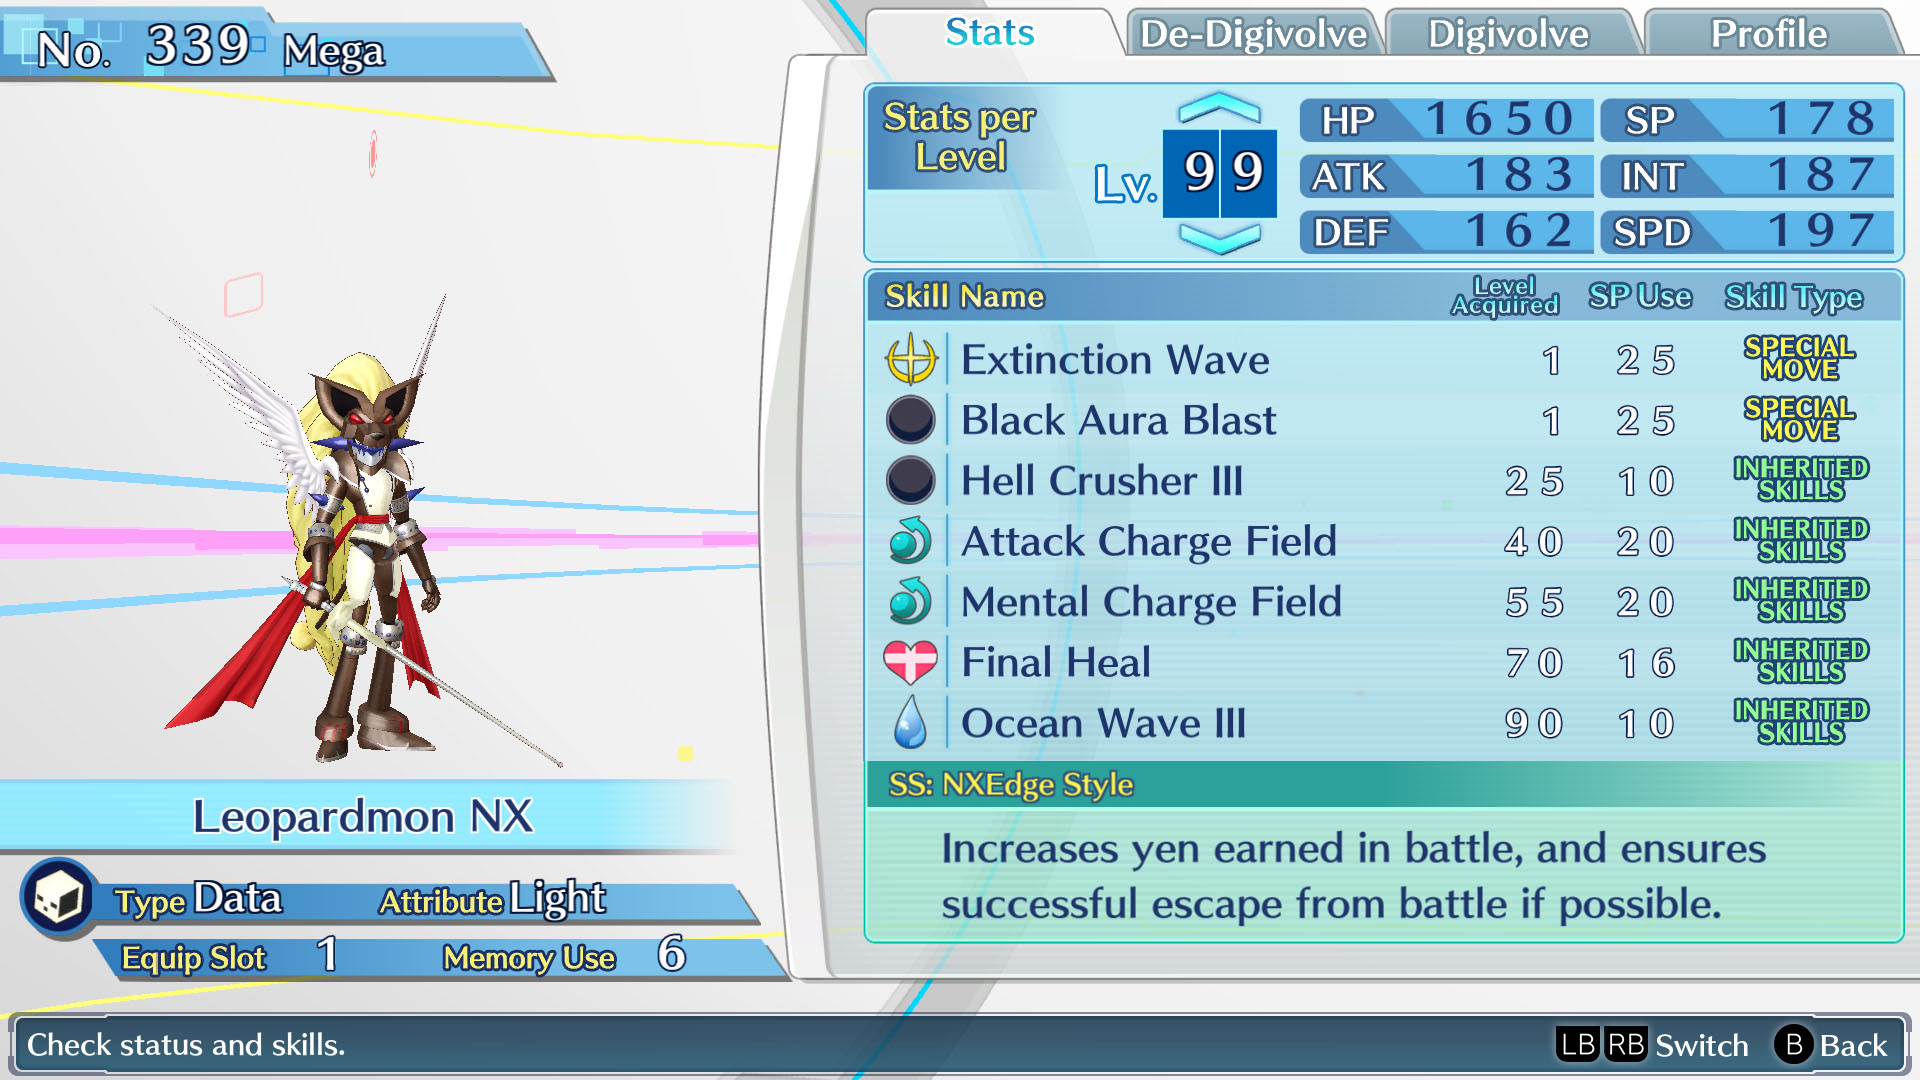 No. 339 Mega
Stats De-Digivolve Digivolve Profile
Stats per
Level
Lv. 99
HP 1650 SP 178
ATK 183 INT 187
DEF 162 SPD 197
Skill Name Level Acquired SP Use Skill Type
Extinction Wave 1 25 SPECIAL MOVE
Black Aura Blast 1 25 SPECIAL MOVE
Hell Crusher III 25 10 INHERITED SKILLS
Attack Charge Field 40 20 INHERITED SKILLS
Mental Charge Field 55 20 INHERITED SKILLS
Final Heal 70 16 INHERITED SKILLS
Ocean Wave III 90 10 INHERITED SKILLS
SS: NXEdge Style
Increases yen earned in battle, and ensures
successful escape from battle if possible.
Leopardmon NX
Type Data Attribute Light
Equip Slot 1 Memory Use 6
Check status and skills.
LB RB Switch B Back